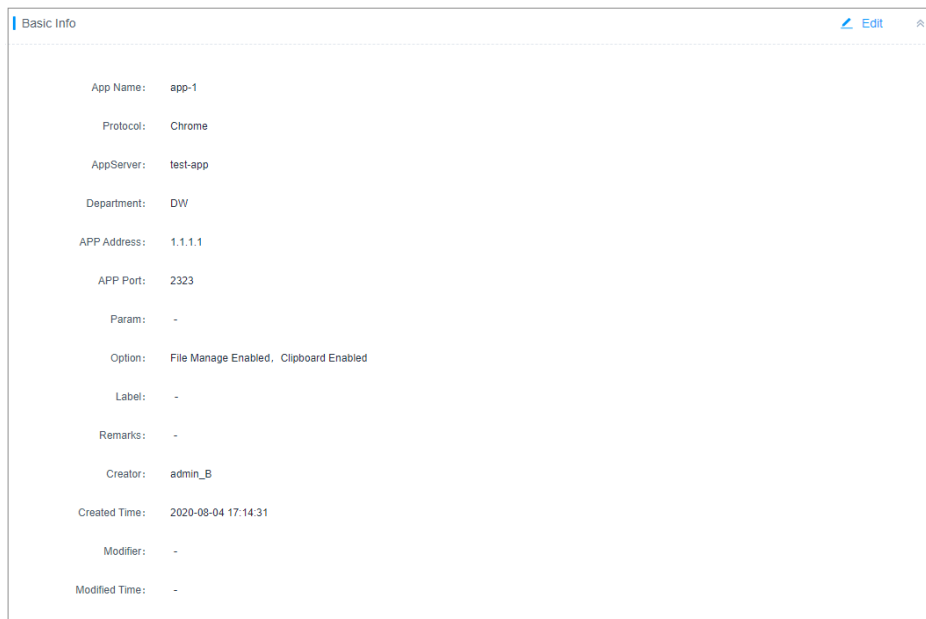 Basic Info Edit
App Name: app-1
Protocol: Chrome
AppServer: test-app
Department: DW
APP Address: 1.1.1.1
APP Port: 2323
Param: -
Option: File Manage Enabled, Clipboard Enabled
Label: -
Remarks: -
Creator: admin_B
Created Time: 2020-08-04 17:14:31
Modifier: -
Modified Time: -